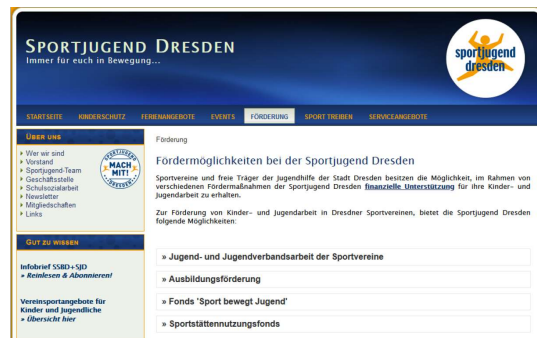 SPORTJUGEND DRESDEN
Immer für euch in Bewegung...
sportjugend
dresden
STARTSEITE KINDERSCHUTZ FERIENANGEBOTE EVENTS FÖRDERUNG SPORT TREIBEN SERVICEANGEBOTE
ÜBER UNS
Wer wir sind
Vorstand
Sportjugend-Team
Geschäftsstelle
Schulsozialarbeit
Newsletter
Mitgliedschaften
Links
SPORTJUGEND
MACH
MIT!
DRESDEN
GUT ZU WISSEN
Infobrief SSBD+SJD
» Reinlesen & Abonnieren!
Vereinsportangebote für
Kinder und Jugendliche
» Übersicht hier
Förderung
Fördermöglichkeiten bei der Sportjugend Dresden
Sportvereine und freie Träger der Jugendhilfe der Stadt Dresden besitzen die Möglichkeit, im Rahmen von
verschiedenen Fördermaßnahmen der Sportjugend Dresden finanzielle Unterstützung für ihre Kinder- und
Jugendarbeit zu erhalten.
Zur Förderung von Kinder- und Jugendarbeit in Dresdner Sportvereinen, bietet die Sportjugend Dresden
folgende Möglichkeiten:
» Jugend- und Jugendverbandsarbeit der Sportvereine
» Ausbildungsförderung
» Fonds 'Sport bewegt Jugend'
» Sportstättennutzungsfonds